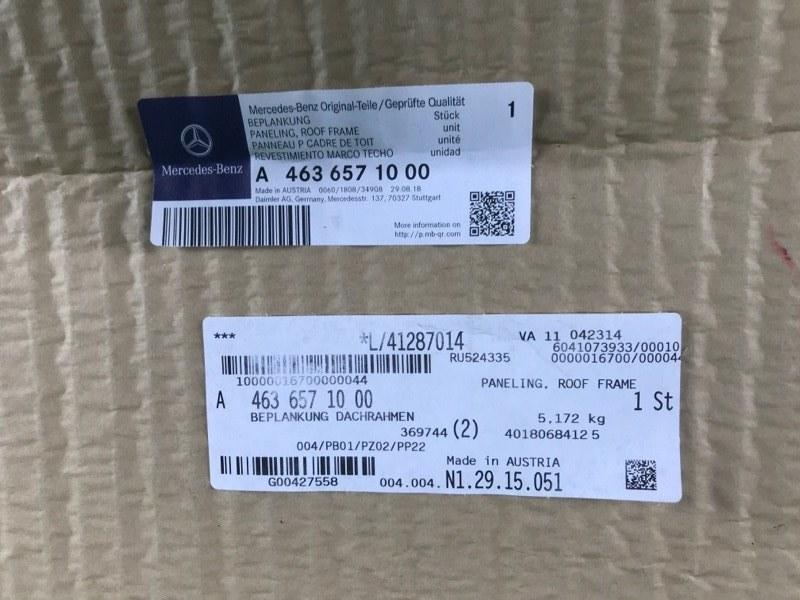 Mercedes-Benz Original-Teile/Geprüfte Qualität
1
BEPLANKUNG Stück
PANELING, ROOF FRAME unit
PANNEAU P CADRE DE TOIT unité
REVESTIMIENTO MARCO TECHO unidad
Mercedes-Benz
A 463 657 10 00
Made in AUSTRIA 0060/1808/34908 29.08.18
Daimler AG, Germany, Mercedesstr. 137, 70327 Stuttgart
More information on
http://p.mb-qr.com
*** *L/41287014 VA 11 042314
6041073933/00010
RU524335 0000016700/000044
10000016700000044 PANELING, ROOF FRAME
A 463 657 10 00 1 St
BEPLANKUNG DACHRAHMEN 5,172 kg
369744 (2) 4018068412 5
004/PB01/PZ02/PP22
Made in AUSTRIA
G00427558 004.004. N1.29.15.051